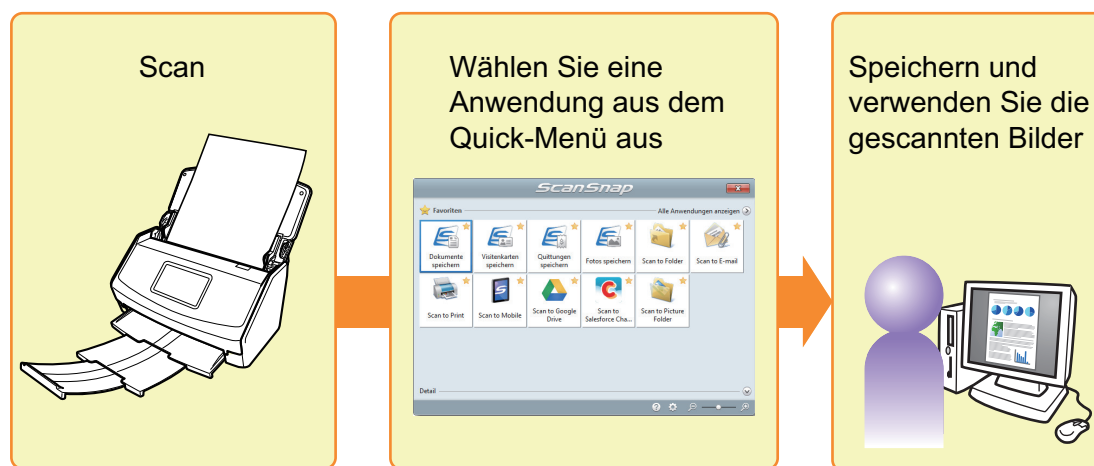 Scan
Wählen Sie eine
Anwendung aus dem
Quick-Menü aus
ScanSnap
Favoriten
Alle Anwendungen anzeigen
Dokumente
speichern
Visitenkarten
speichern
Quittungen
speichern
Fotos speichern
Scan to Folder
Scan to E-mail
Scan to Print
Scan to Mobile
Scan to Google
Drive
Scan to
Salesforce Cha...
Scan to Picture
Folder
Detail
Speichern und
verwenden Sie die
gescannten Bilder